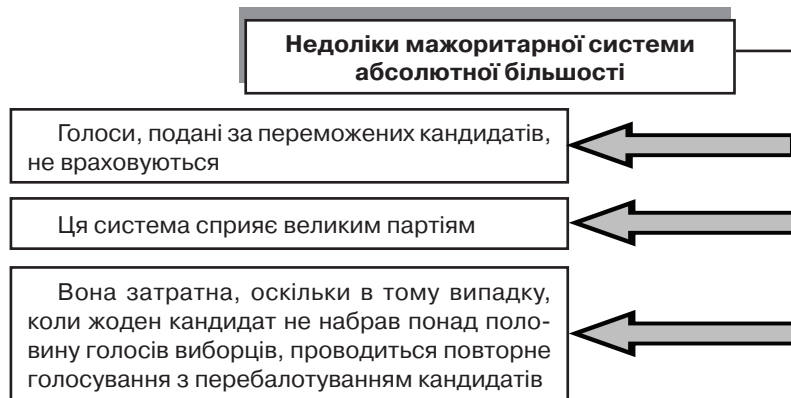 Недоліки мажоритарної системи
абсолютної більшості
Голоси, подані за переможених кандидатів,
не враховуються
Ця система сприяє великим партіям
Вона затратна, оскільки в тому випадку,
коли жоден кандидат не набрав понад поло-
вину голосів виборців, проводиться повторне
голосування з перебалотуванням кандидатів